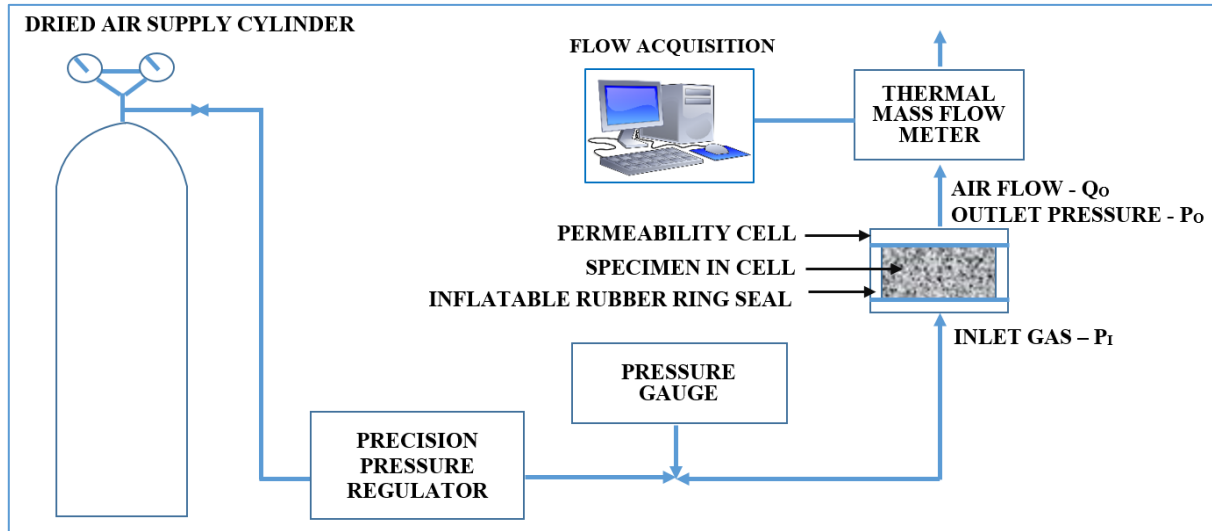 DRIED AIR SUPPLY CYLINDER
FLOW ACQUISITION
THERMAL
MASS FLOW
METER
AIR FLOW - QO
OUTLET PRESSURE - PO
PERMEABILITY CELL
SPECIMEN IN CELL
INFLATABLE RUBBER RING SEAL
INLET GAS – PI
PRESSURE
GAUGE
PRECISION
PRESSURE
REGULATOR